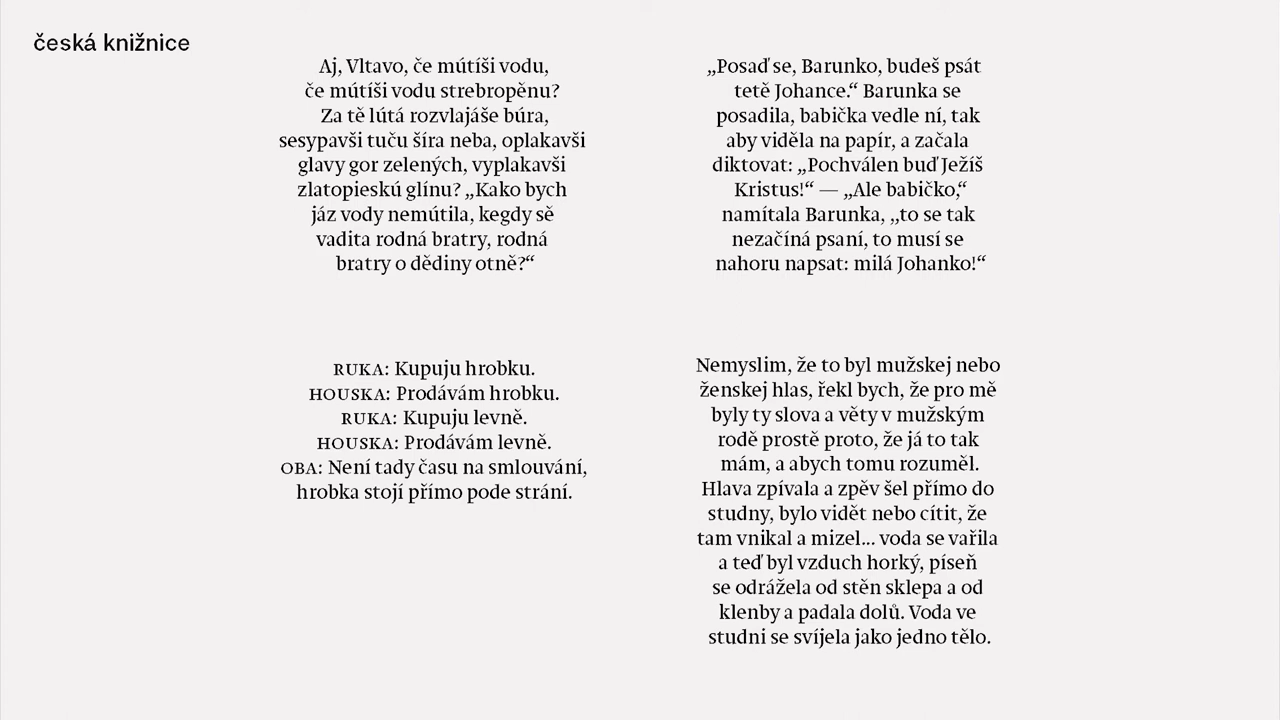 česká knižnice
Aj, Vltavo, če mútíši vodu,
če mútíši vodu strebropěnu?
Za tě lútá rozvlajáše búra,
sesypavši tuču šíra neba, oplakavši
glavy gor zelených, vyplakavši
zlatopieskú glínu? „Kako bych
jáz vody nemútila, kegdy sě
vadita rodná bratry, rodná
bratry o dědiny otně?“
„Posaď se, Barunko, budeš psát
tetě Johance.“ Barunka se
posadila, babička vedle ní, tak
aby viděla na papír, a začala
diktovat: „Pochválen buď Ježíš
Kristus!“ — „Ale babičko,“
namítala Barunka, „to se tak
nezačíná psaní, to musí se
nahoru napsat: milá Johanko!“
RUKA: Kupuju hrobku.
HOUSKA: Prodávám hrobku.
RUKA: Kupuju levně.
HOUSKA: Prodávám levně.
OBA: Není tady času na smlouvání,
hrobka stojí přímo pode strání.
Nemyslim, že to byl mužskej nebo
ženskej hlas, řekl bych, že pro mě
byly ty slova a věty v mužským
rodě prostě proto, že já to tak
mám, a abych tomu rozuměl.
Hlava zpívala a zpěv šel přímo do
studny, bylo vidět nebo cítit, že
tam vnikal a mizel... voda se vařila
a teď byl vzduch horký, píseň
se odrážela od stěn sklepa a od
klenby a padala dolů. Voda ve
studni se svíjela jako jedno tělo.